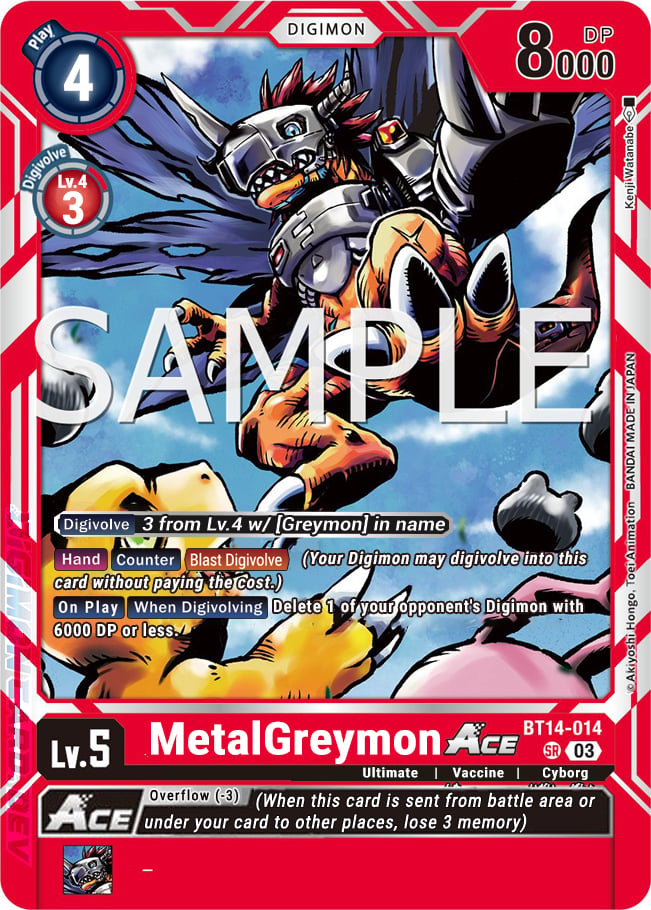 DIGIMON
Play
4
DP
8000
Digivolve
Lv.4
3
Kenji Watanabe
SAMPLE
© Akiyoshi Hongo, Toei Animation BANDAI MADE IN JAPAN
Digivolve 3 from Lv.4 w/ [Greymon] in name
Hand Counter Blast Digivolve (Your Digimon may digivolve into this
card without paying the cost.)
On Play When Digivolving Delete 1 of your opponent's Digimon with
6000 DP or less.
Lv.5
MetalGreymon ACE
BT14-014
SR 03
Ultimate | Vaccine | Cyborg
ACE
Overflow (-3) (When this card is sent from battle area or
under your card to other places, lose 3 memory)
–